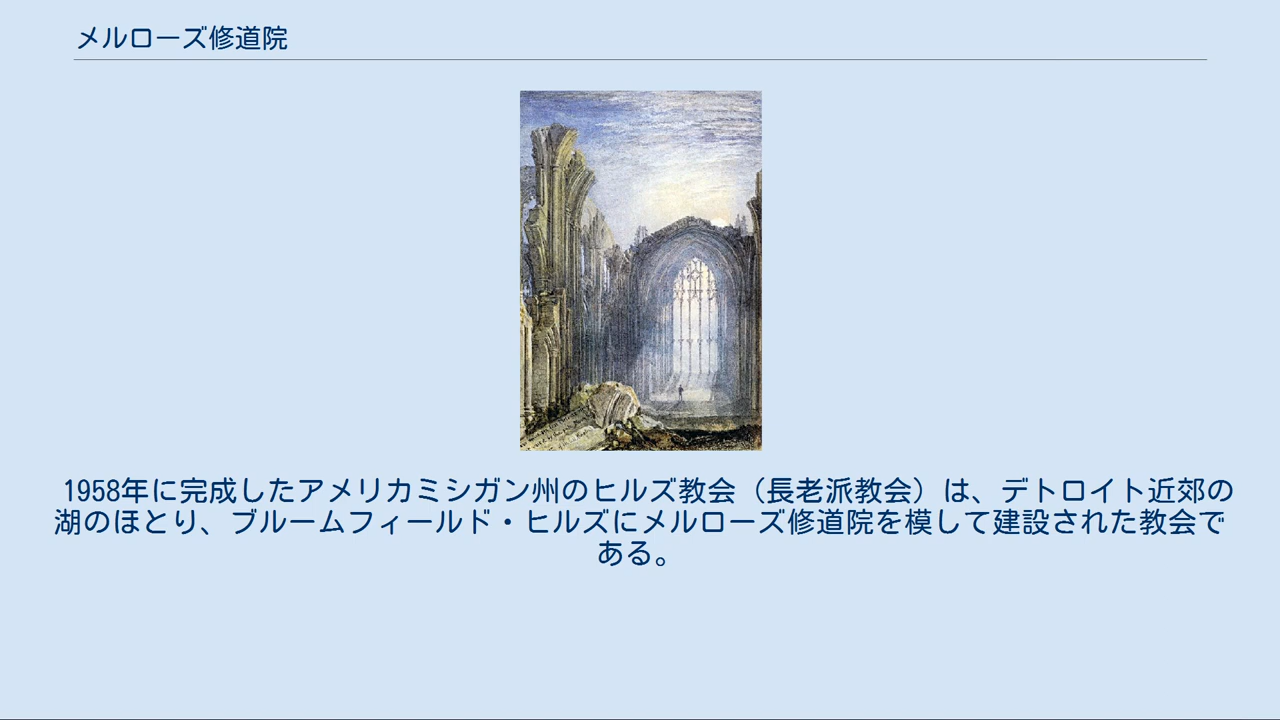 メルローズ修道院
1958年に完成したアメリカミシガン州のヒルズ教会（長老派教会）は、デトロイト近郊の
湖のほとり、ブルームフィールド・ヒルズにメルローズ修道院を模して建設された教会で
ある。